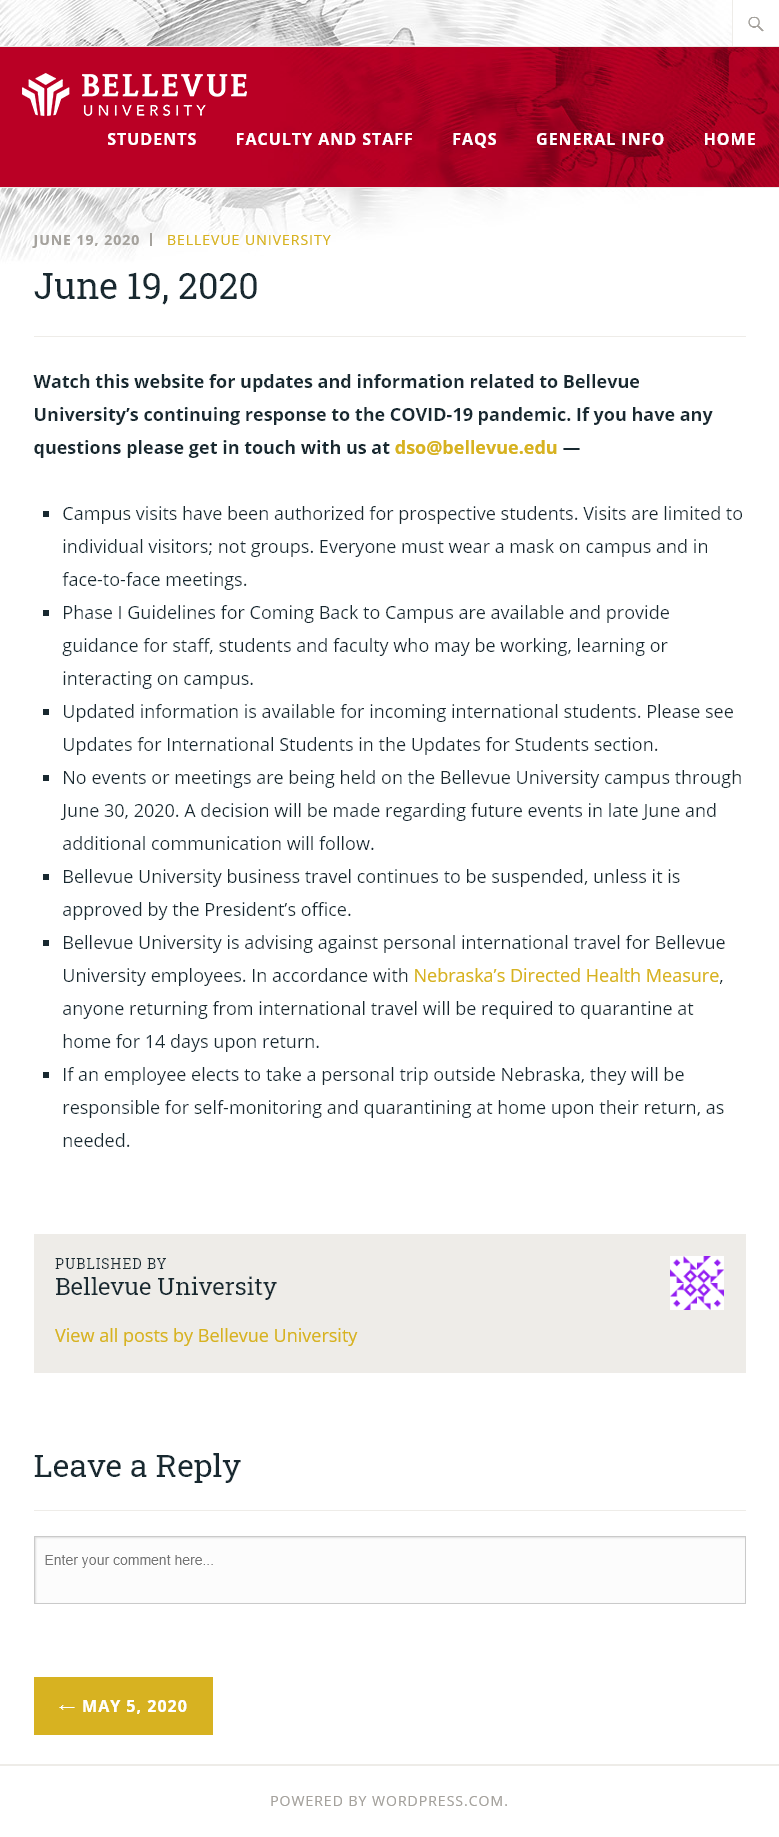 BELLEVUE
UNIVERSITY
STUDENTS FACULTY AND STAFF FAQS GENERAL INFO HOME
JUNE 19, 2020 | BELLEVUE UNIVERSITY
June 19, 2020
Watch this website for updates and information related to Bellevue
University’s continuing response to the COVID-19 pandemic. If you have any
questions please get in touch with us at dso@bellevue.edu —
▪ Campus visits have been authorized for prospective students. Visits are limited to
individual visitors; not groups. Everyone must wear a mask on campus and in
face-to-face meetings.
▪ Phase I Guidelines for Coming Back to Campus are available and provide
guidance for staff, students and faculty who may be working, learning or
interacting on campus.
▪ Updated information is available for incoming international students. Please see
Updates for International Students in the Updates for Students section.
▪ No events or meetings are being held on the Bellevue University campus through
June 30, 2020. A decision will be made regarding future events in late June and
additional communication will follow.
▪ Bellevue University business travel continues to be suspended, unless it is
approved by the President’s office.
▪ Bellevue University is advising against personal international travel for Bellevue
University employees. In accordance with Nebraska’s Directed Health Measure,
anyone returning from international travel will be required to quarantine at
home for 14 days upon return.
▪ If an employee elects to take a personal trip outside Nebraska, they will be
responsible for self-monitoring and quarantining at home upon their return, as
needed.
PUBLISHED BY
Bellevue University
View all posts by Bellevue University
Leave a Reply
Enter your comment here...
← MAY 5, 2020
POWERED BY WORDPRESS.COM.